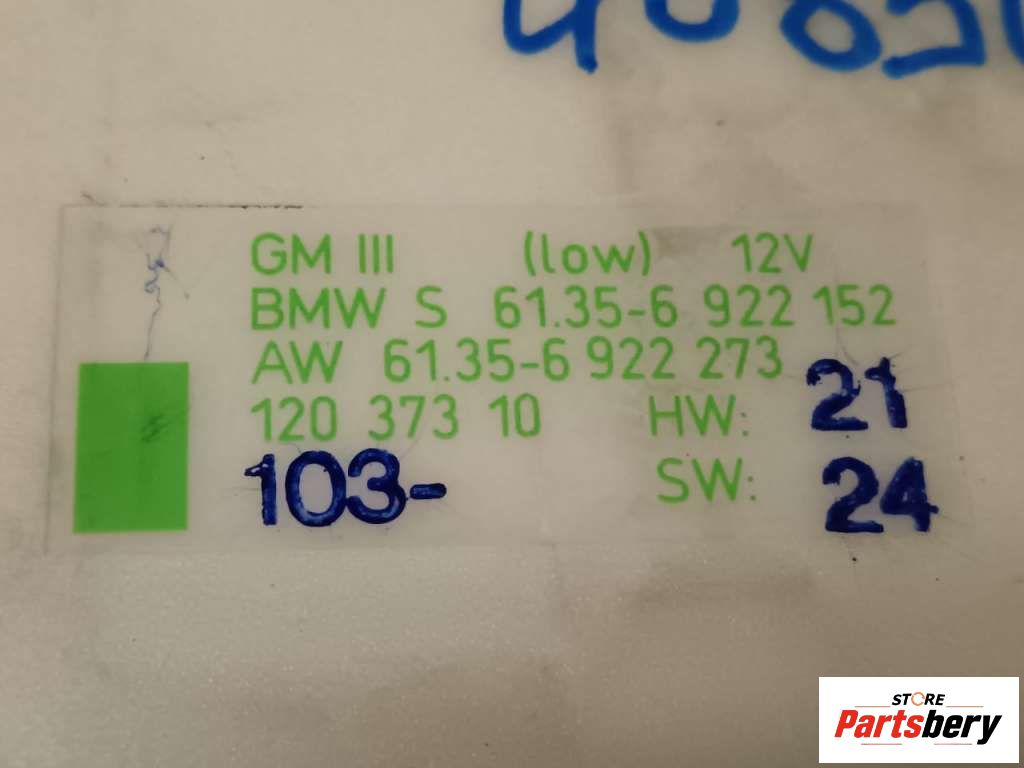 GM III (low) 12V
BMW S 61.35-6 922 152
AW 61.35-6 922 273
120 373 10 HW: 21
103- SW: 24
STORE
Partsbery